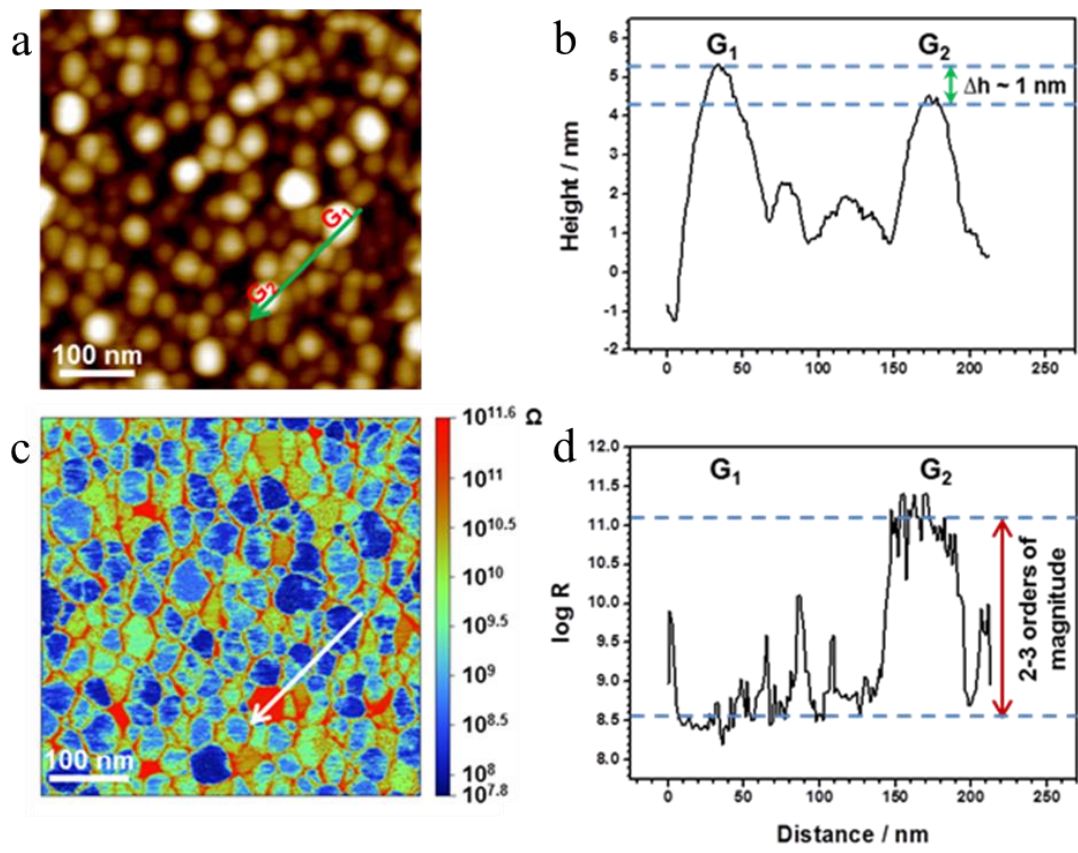 a
G₁
G₂
100 nm
b
Height / nm
6
5
4
3
2
1
0
-1
-2
G₁
G₂
Δh ~ 1 nm
0
50
100
150
200
250
c
100 nm
10^11.6 Ω
10^11
10^10.5
10^10
10^9.5
10^9
10^8.5
10^8
10^7.8
d
log R
12.0
11.5
11.0
10.5
10.0
9.5
9.0
8.5
8.0
G₁
G₂
2-3 orders of
magnitude
0
50
100
150
200
250
Distance / nm